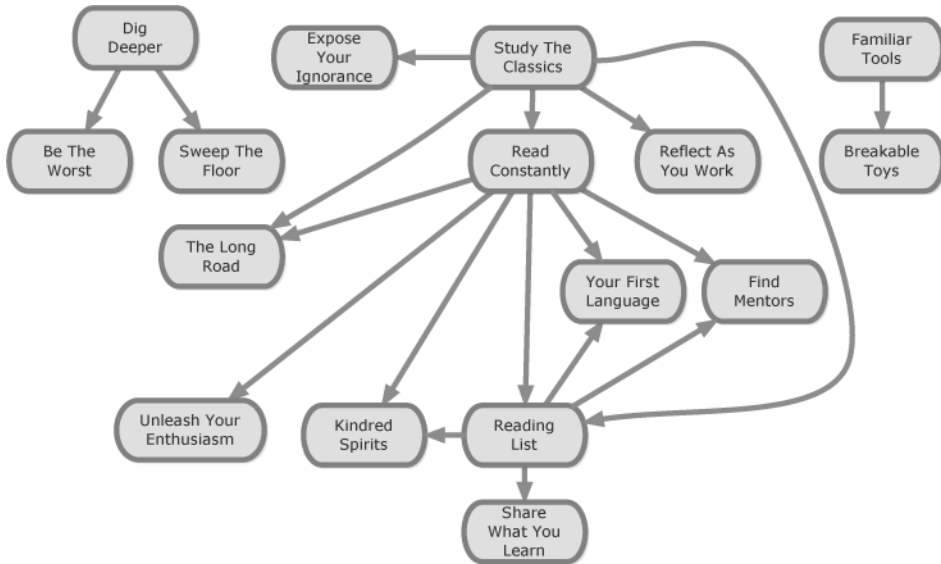 Dig
Deeper
Expose
Your
Ignorance
Study The
Classics
Familiar
Tools
Be The
Worst
Sweep The
Floor
Read
Constantly
Reflect As
You Work
Breakable
Toys
The Long
Road
Your First
Language
Find
Mentors
Unleash Your
Enthusiasm
Kindred
Spirits
Reading
List
Share
What You
Learn